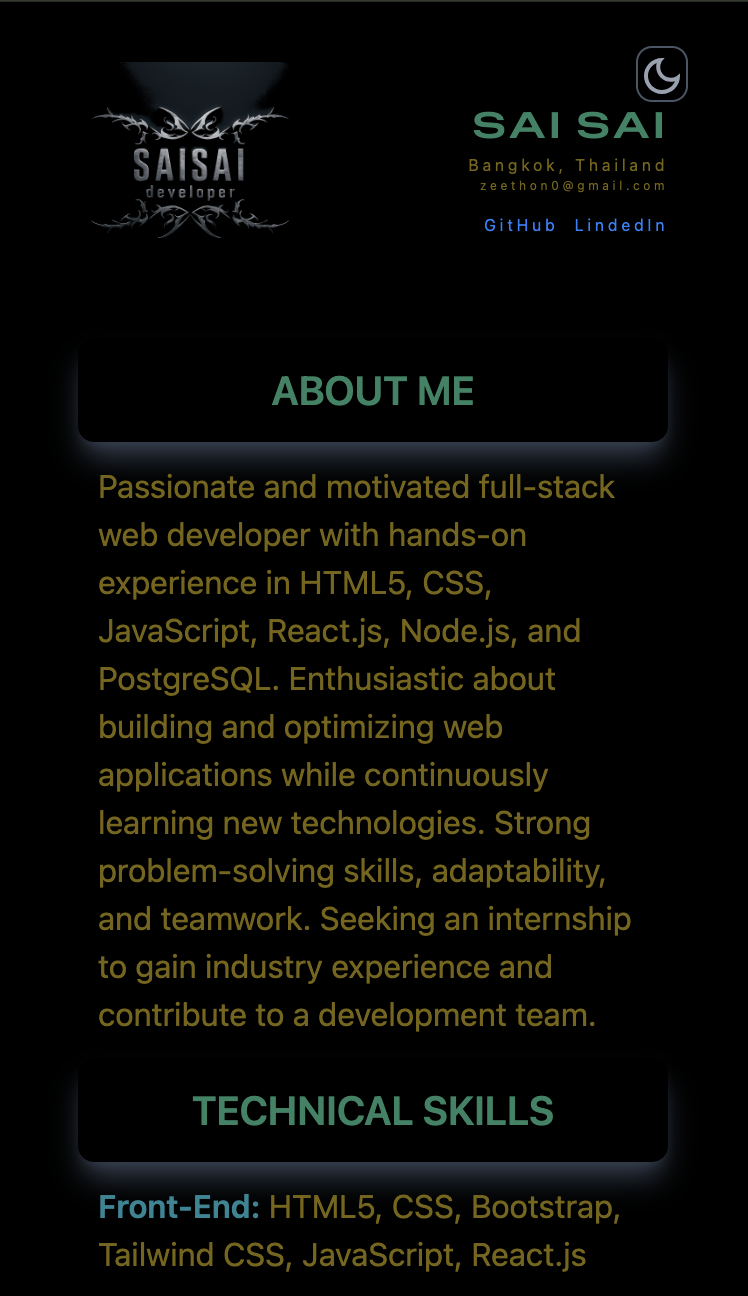 SAISAI
developer
SAI SAI
Bangkok, Thailand
zeethon0@gmail.com
GitHub LindedIn
ABOUT ME
Passionate and motivated full-stack
web developer with hands-on
experience in HTML5, CSS,
JavaScript, React.js, Node.js, and
PostgreSQL. Enthusiastic about
building and optimizing web
applications while continuously
learning new technologies. Strong
problem-solving skills, adaptability,
and teamwork. Seeking an internship
to gain industry experience and
contribute to a development team.
TECHNICAL SKILLS
Front-End: HTML5, CSS, Bootstrap,
Tailwind CSS, JavaScript, React.js